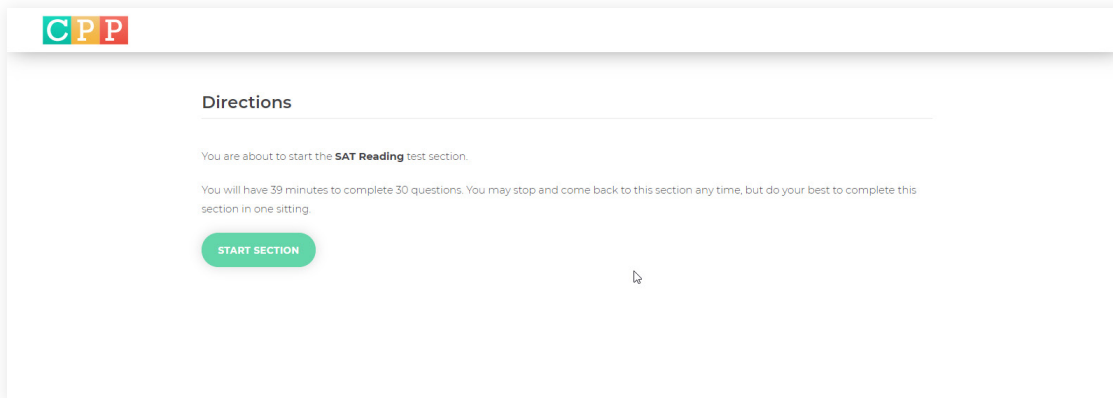 CPP
Directions
You are about to start the SAT Reading test section.
You will have 39 minutes to complete 30 questions. You may stop and come back to this section any time, but do your best to complete this
section in one sitting.
START SECTION